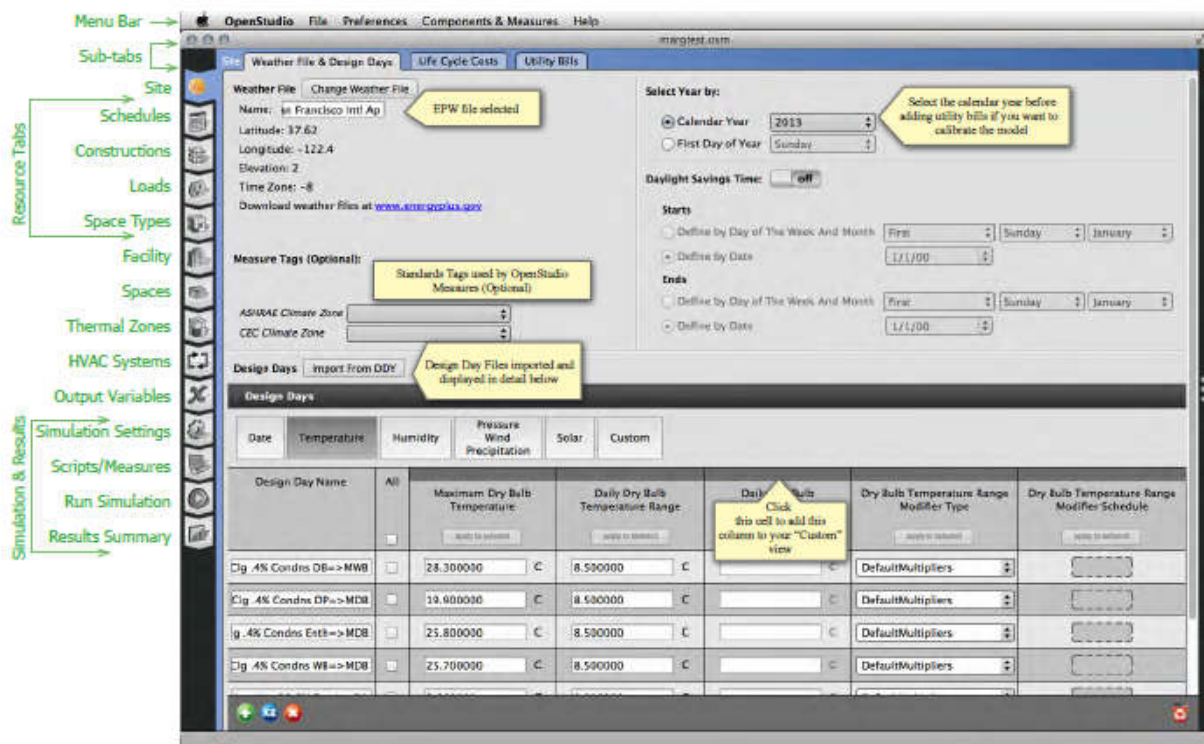 Menu Bar
OpenStudio File Preferences Components & Measures Help
margtest.osm
Sub-tabs
Site Weather File & Design Days Life Cycle Costs Utility Bills
Site
Schedules
Constructions
Loads
Space Types
Resource Tabs
Facility
Spaces
Thermal Zones
HVAC Systems
Output Variables
Simulation Settings
Scripts/Measures
Run Simulation
Results Summary
Simulation & Results
Weather File Change Weather File
Name: n Francisco Intl Ap
EPW file selected
Latitude: 37.62
Longitude: -122.4
Elevation: 2
Time Zone: -8
Download weather files at www.energyplus.gov
Select Year by:
Calendar Year 2013
First Day of Year Sunday
Select the calendar year before
adding utility bills if you want to
calibrate the model
Daylight Savings Time: off
Starts
Define by Day of The Week And Month First Sunday January
Define by Date 1/1/00
Ends
Define by Day of The Week And Month First Sunday January
Define by Date 1/1/00
Measure Tags (Optional):
Standards Tags used by OpenStudio
Measures (Optional)
ASHRAE Climate Zone
CEC Climate Zone
Design Days Import From DDY
Design Day Files imported and
displayed in detail below
Design Days
Date Temperature Humidity Pressure Wind Precipitation Solar Custom
Design Day Name All
Maximum Dry Bulb
Temperature
Daily Dry Bulb
Temperature Range
Dry Bulb Temperature Range
Modifier Type
Dry Bulb Temperature Range
Modifier Schedule
Click
this cell to add this
column to your "Custom"
view
Apply to Selected Apply to Selected Apply to Selected Apply to Selected
Clg .4% Condns DB=>MWB 28.300000 C 8.500000 C C DefaultMultipliers
Clg .4% Condns DP=>MDB 19.900000 C 8.500000 C C DefaultMultipliers
g .4% Condns Enth=>MDB 25.800000 C 8.500000 C C DefaultMultipliers
Clg .4% Condns WB=>MDB 25.700000 C 8.500000 C C DefaultMultipliers